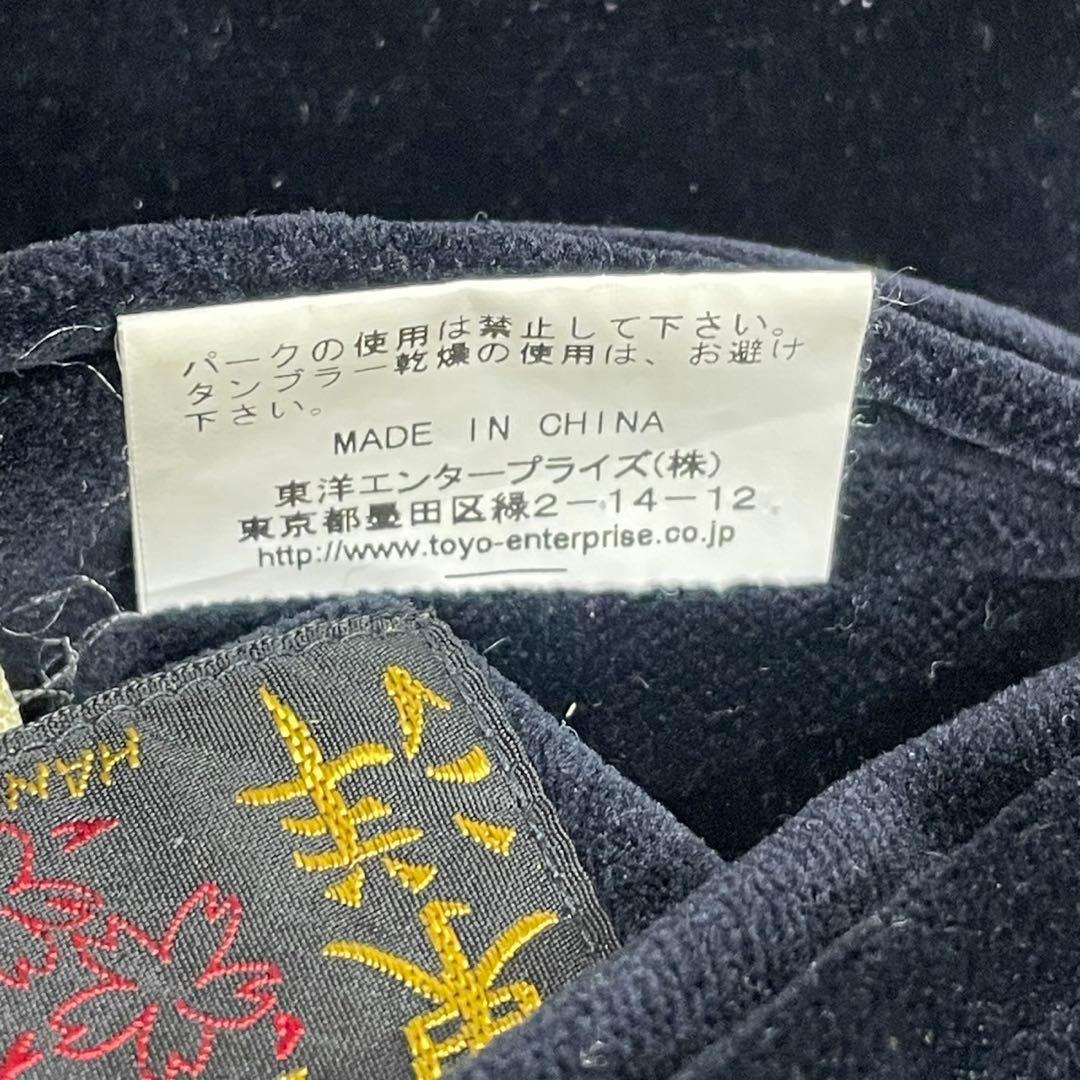 パークの使用は禁止して下さい。
タンブラー乾燥の使用は、お避け
下さい。
MADE IN CHINA
東洋エンタープライズ(株)
東京都墨田区緑2-14-12
http://www.toyo-enterprise.co.jp
東洋
HAN